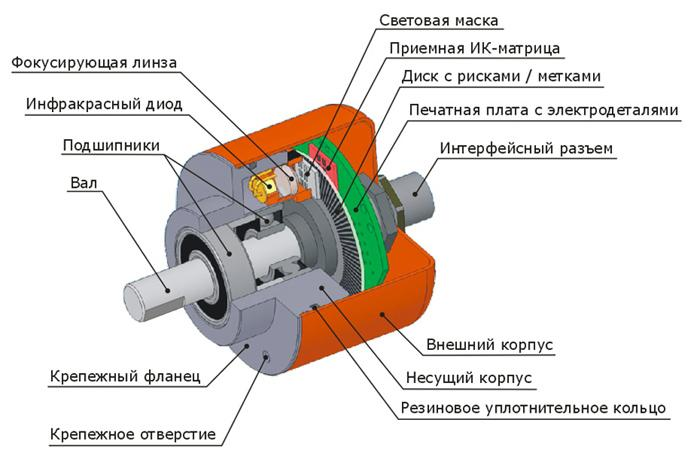 Световая маска
Приемная ИК-матрица
Фокусирующая линза
Диск с рисками / метками
Инфракрасный диод
Печатная плата с электродеталями
Подшипники
Интерфейсный разъем
Вал
Внешний корпус
Крепежный фланец
Несущий корпус
Резиновое уплотнительное кольцо
Крепежное отверстие